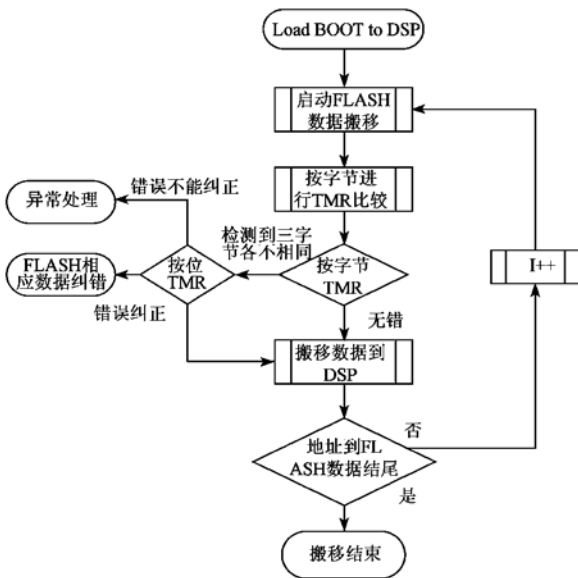 Load BOOT to DSP
启动FLASH
数据搬移
按字节进
行TMR比较
错误不能纠正
异常处理
检测到三字
节各不相同
FLASH相
应数据纠错
按位
TMR
按字节
TMR
I++
错误纠正
无错
搬移数据到
DSP
地址到FL
ASH数据结尾
否
是
搬移结束